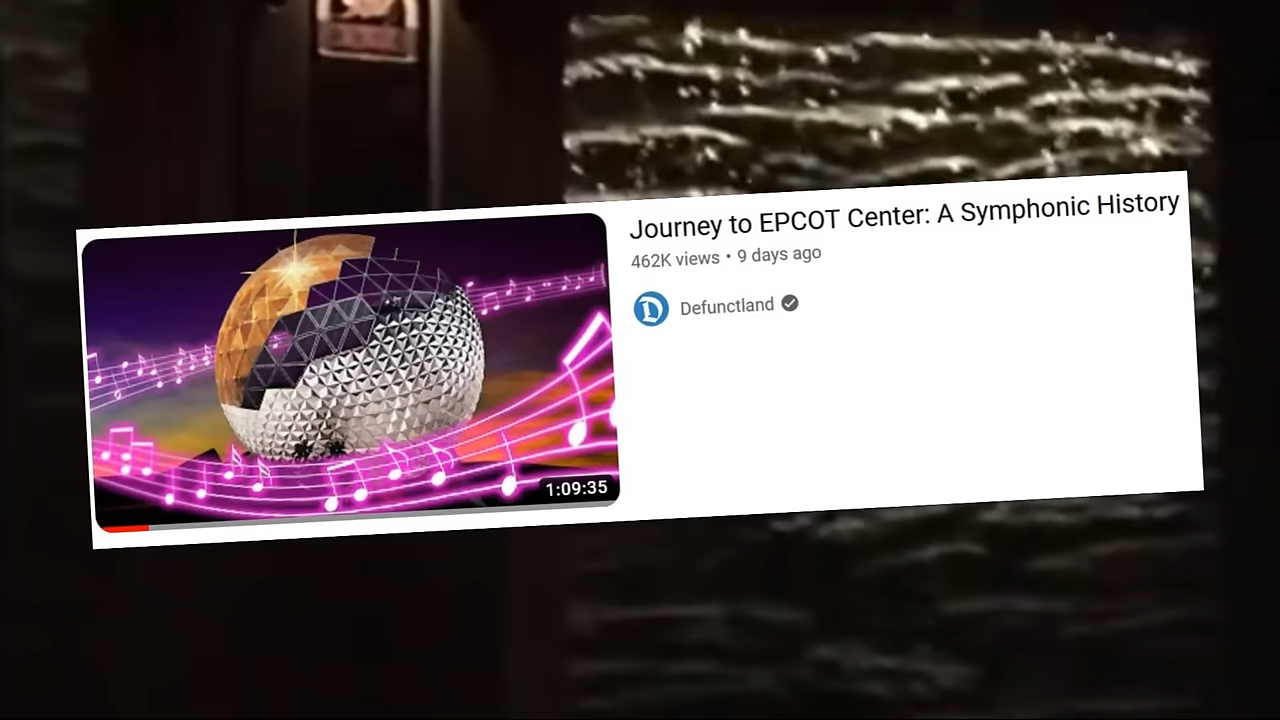 Journey to EPCOT Center: A Symphonic History
462K views • 9 days ago
Defunctland
1:09:35